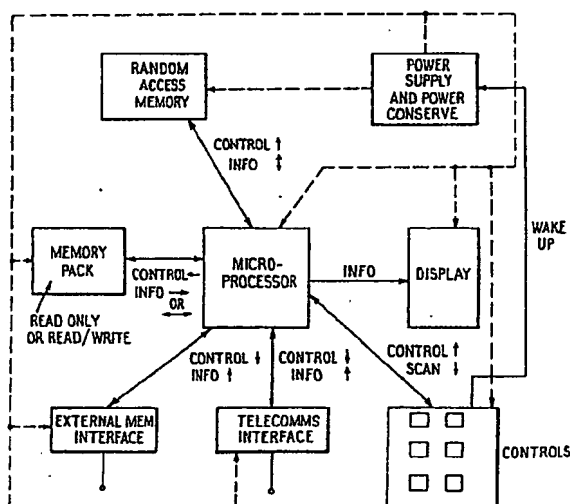 RANDOM
ACCESS
MEMORY
POWER
SUPPLY
AND POWER
CONSERVE
CONTROL ↑
INFO ↕
WAKE
UP
MEMORY
PACK
CONTROL ←
INFO →
OR
↔
MICRO-
PROCESSOR
INFO
DISPLAY
READ ONLY
OR READ/WRITE
CONTROL ↓
INFO ↑
CONTROL ↓
INFO ↑
CONTROL ↑
SCAN ↓
EXTERNAL MEM.
INTERFACE
TELECOMMS
INTERFACE
CONTROLS